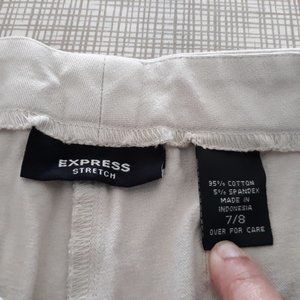 EXPRESS
STRETCH
95% COTTON
5% SPANDEX
MADE IN
INDONESIA
7/8
OVER FOR CARE